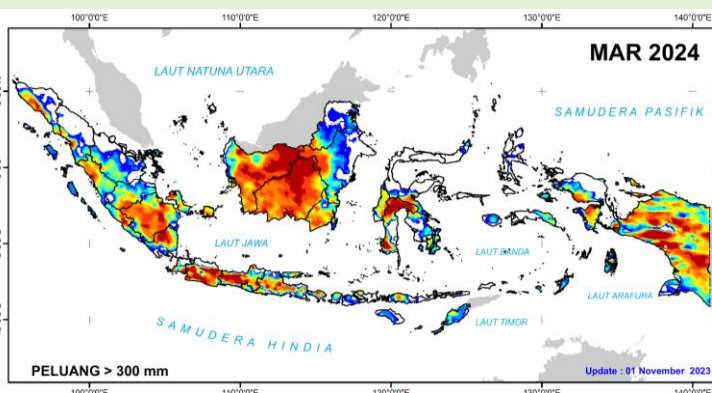 100°0'0"E 110°0'0"E 120°0'0"E 130°0'0"E 140°0'0"E
MAR 2024
LAUT NATUNA UTARA
SAMUDERA PASIFIK
LAUT JAWA
LAUT BANDA
LAUT ARAFURA
LAUT TIMOR
SAMUDERA HINDIA
PELUANG > 300 mm
Update : 01 November 2023